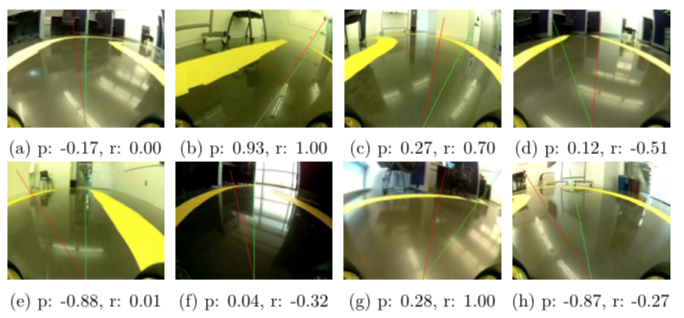 (a) p: -0.17, r: 0.00 (b) p: 0.93, r: 1.00 (c) p: 0.27, r: 0.70 (d) p: 0.12, r: -0.51
(e) p: -0.88, r: 0.01 (f) p: 0.04, r: -0.32 (g) p: 0.28, r: 1.00 (h) p: -0.87, r: -0.27